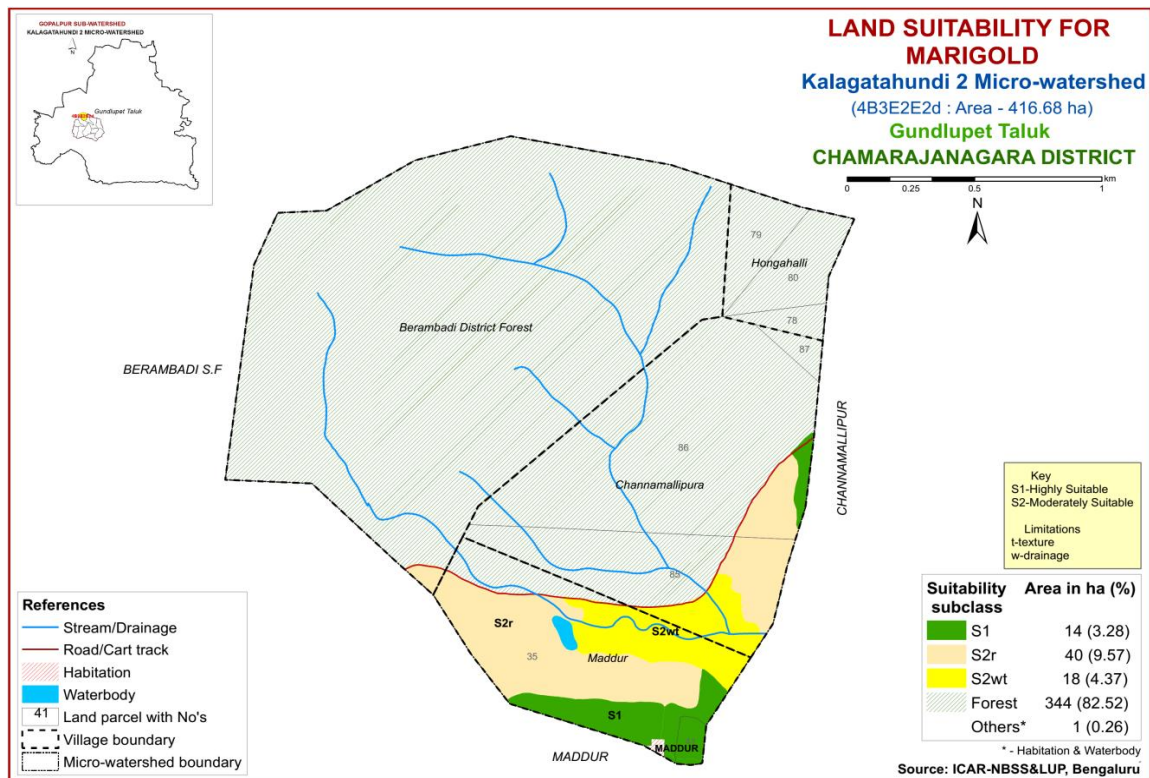 GOPALPUR SUB-WATERSHED
KALAGATAHUNDI 2 MICRO-WATERSHED
N
Gundlupet Taluk
LAND SUITABILITY FOR
MARIGOLD
Kalagatahundi 2 Micro-watershed
(4B3E2E2d : Area - 416.68 ha)
Gundlupet Taluk
CHAMARAJANAGARA DISTRICT
km
0 0.25 0.5 1
N
79
Hongahalli
80
78
87
Berambadi District Forest
BERAMBADI S.F
CHANNAMALLIPUR
86
Channamallipura
85
S2r
S2wt
35
Maddur
S1
MADDUR
MADDUR
Key
S1-Highly Suitable
S2-Moderately Suitable
Limitations
t-texture
w-drainage
References
Stream/Drainage
Road/Cart track
Habitation
Waterbody
41 Land parcel with No's
Village boundary
Micro-watershed boundary
Suitability subclass Area in ha (%)
S1 14 (3.28)
S2r 40 (9.57)
S2wt 18 (4.37)
Forest 344 (82.52)
Others* 1 (0.26)
* - Habitation & Waterbody
Source: ICAR-NBSS&LUP, Bengaluru